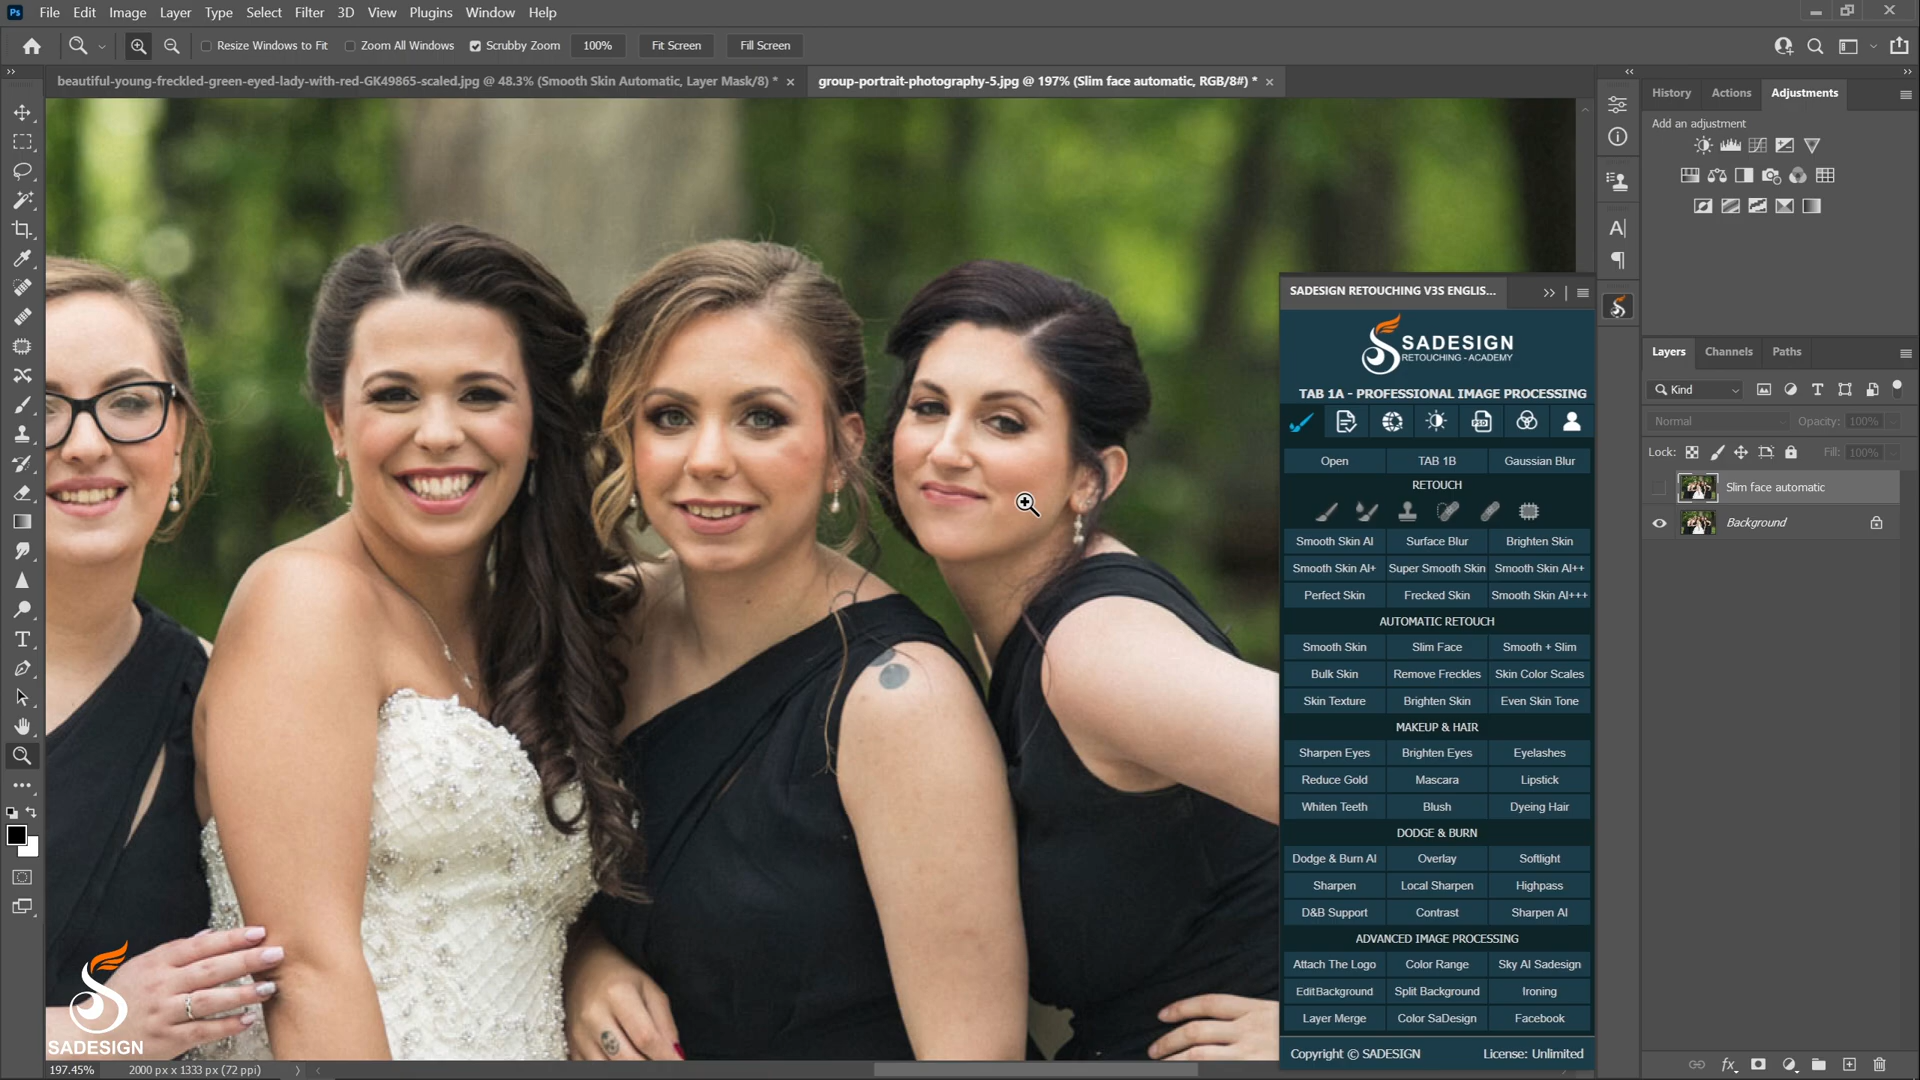 Ps File Edit Image Layer Type Select Filter 3D View Plugins Window Help
Resize Windows to Fit Zoom All Windows Scrubby Zoom 100% Fit Screen Fill Screen
beautiful-young-freckled-green-eyed-lady-with-red-GK49865-scaled.jpg @ 48.3% (Smooth Skin Automatic, Layer Mask/8) * ×
group-portrait-photography-5.jpg @ 197% (Slim face automatic, RGB/8#) * ×
History Actions Adjustments
Add an adjustment
SADESIGN RETOUCHING V3S ENGLIS...
SADESIGN
RETOUCHING - ACADEMY
TAB 1A - PROFESSIONAL IMAGE PROCESSING
Open TAB 1B Gaussian Blur
RETOUCH
Smooth Skin AI Surface Blur Brighten Skin
Smooth Skin AI+ Super Smooth Skin Smooth Skin AI++
Perfect Skin Frecked Skin Smooth Skin AI+++
AUTOMATIC RETOUCH
Smooth Skin Slim Face Smooth + Slim
Bulk Skin Remove Freckles Skin Color Scales
Skin Texture Brighten Skin Even Skin Tone
MAKEUP & HAIR
Sharpen Eyes Brighten Eyes Eyelashes
Reduce Gold Mascara Lipstick
Whiten Teeth Blush Dyeing Hair
DODGE & BURN
Dodge & Burn AI Overlay Softlight
Sharpen Local Sharpen Highpass
D&B Support Contrast Sharpen AI
ADVANCED IMAGE PROCESSING
Attach The Logo Color Range Sky AI Sadesign
EditBackground Split Background Ironing
Layer Merge Color SaDesign Facebook
Copyright © SADESIGN License: Unlimited
Layers Channels Paths
Kind
Normal Opacity: 100%
Lock: Fill: 100%
Slim face automatic
Background
SADESIGN
197.45% 2000 px x 1333 px (72 ppi)